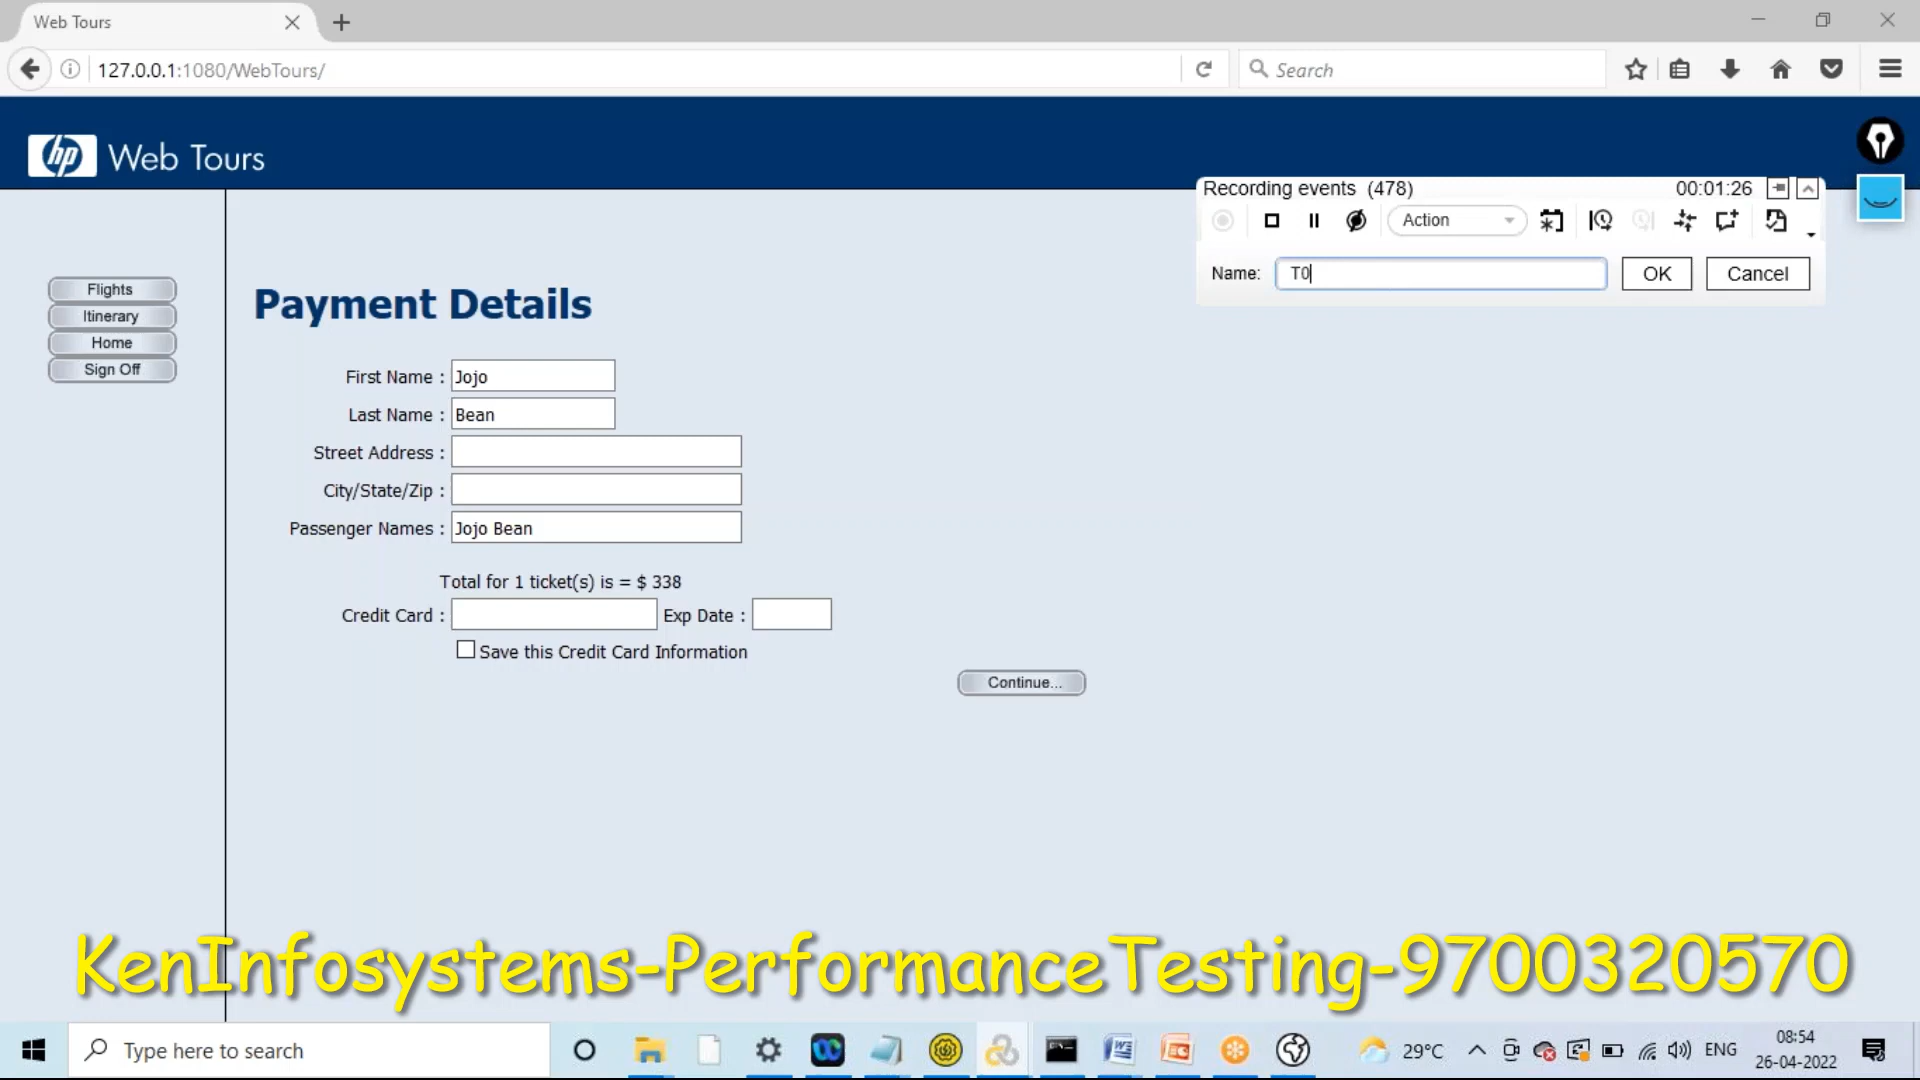 Web Tours
127.0.0.1:1080/WebTours/
Search
hp Web Tours
Recording events (478) 00:01:26
Action
Name: T0 OK Cancel
Flights
Itinerary
Home
Sign Off
Payment Details
First Name : Jojo
Last Name : Bean
Street Address :
City/State/Zip :
Passenger Names : Jojo Bean
Total for 1 ticket(s) is = $ 338
Credit Card : Exp Date :
Save this Credit Card Information
Continue...
KenInfosystems-PerformanceTesting-9700320570
Type here to search
29°C
ENG
08:54
26-04-2022